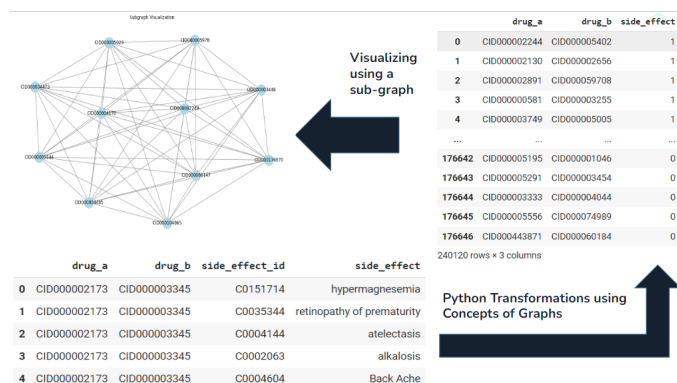 Subgraph Visualization
CID000005978
Visualizing
using a
sub-graph
drug_a drug_b side_effect
0 CID000002244 CID000005402 1
1 CID000002130 CID000002656 1
2 CID000002891 CID000059708 1
3 CID000000581 CID000003255 1
4 CID000003749 CID000005005 1
... ... ... ...
176642 CID000005195 CID000001046 0
176643 CID000005291 CID000003454 0
176644 CID000003333 CID000004044 0
176645 CID000005556 CID000074989 0
176646 CID000443871 CID000060184 0
240120 rows × 3 columns
drug_a drug_b side_effect_id side_effect
0 CID000002173 CID000003345 C0151714 hypermagnesemia
1 CID000002173 CID000003345 C0035344 retinopathy of prematurity
2 CID000002173 CID000003345 C0004144 atelectasis
3 CID000002173 CID000003345 C0002063 alkalosis
4 CID000002173 CID000003345 C0004604 Back Ache
Python Transformations using
Concepts of Graphs